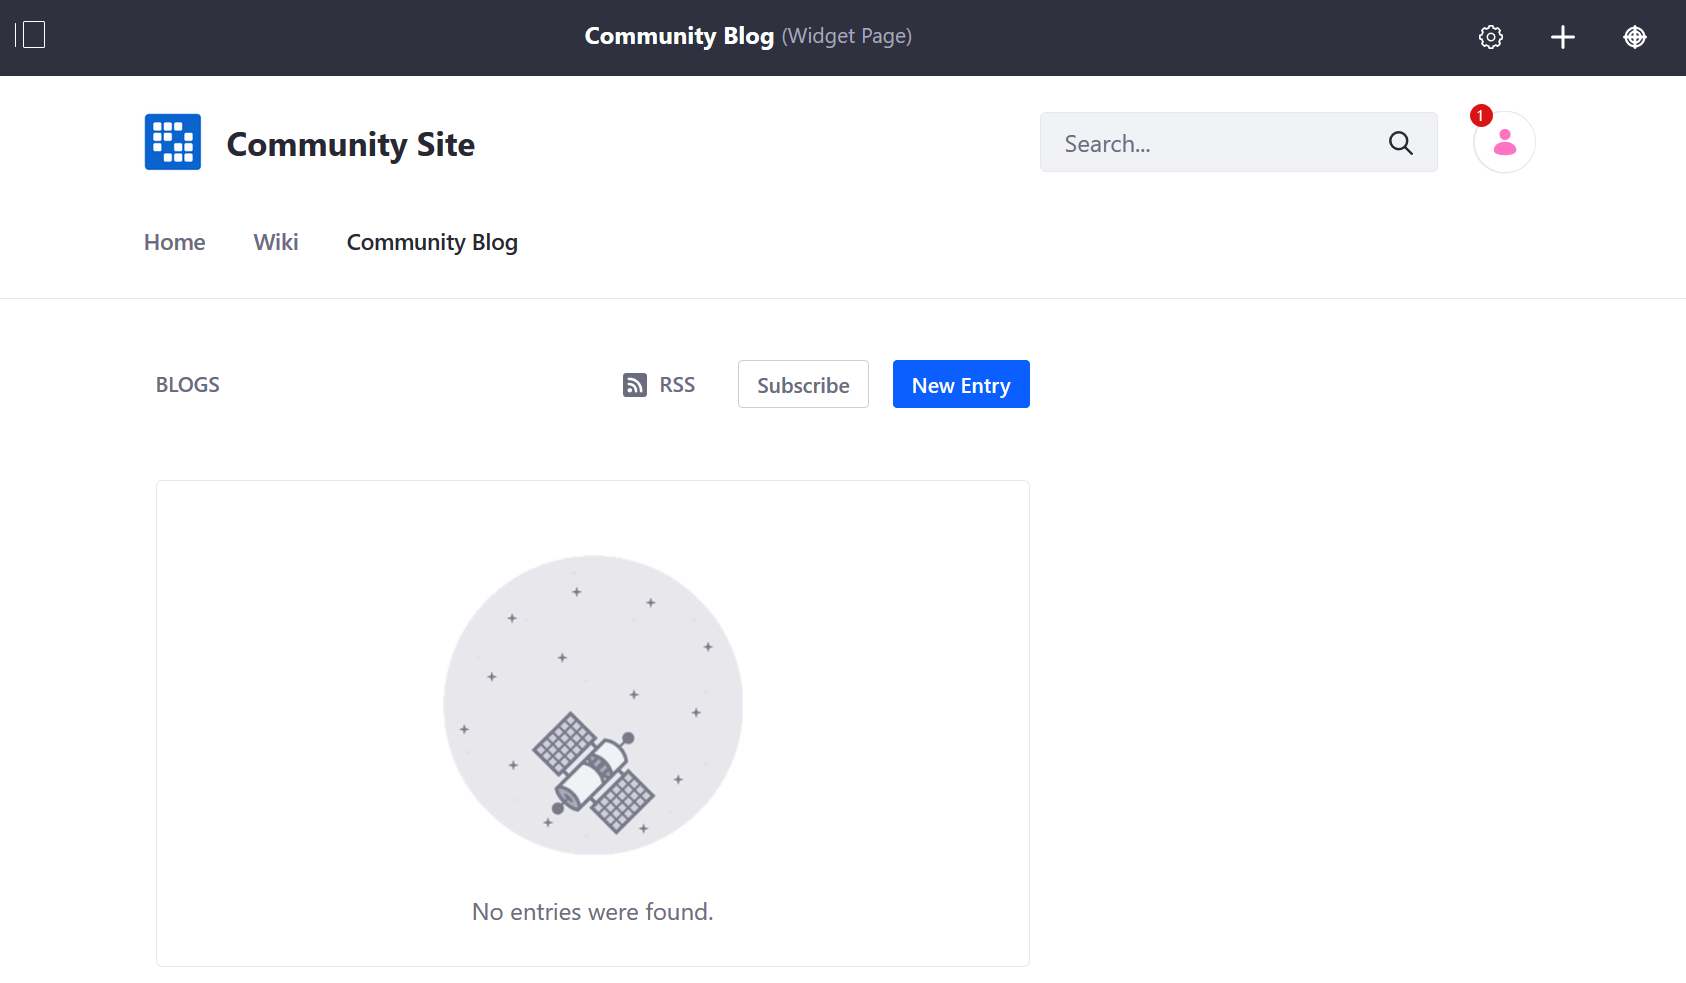 Community Blog (Widget Page)
Community Site
Search...
1
Home Wiki Community Blog
BLOGS RSS Subscribe New Entry
No entries were found.